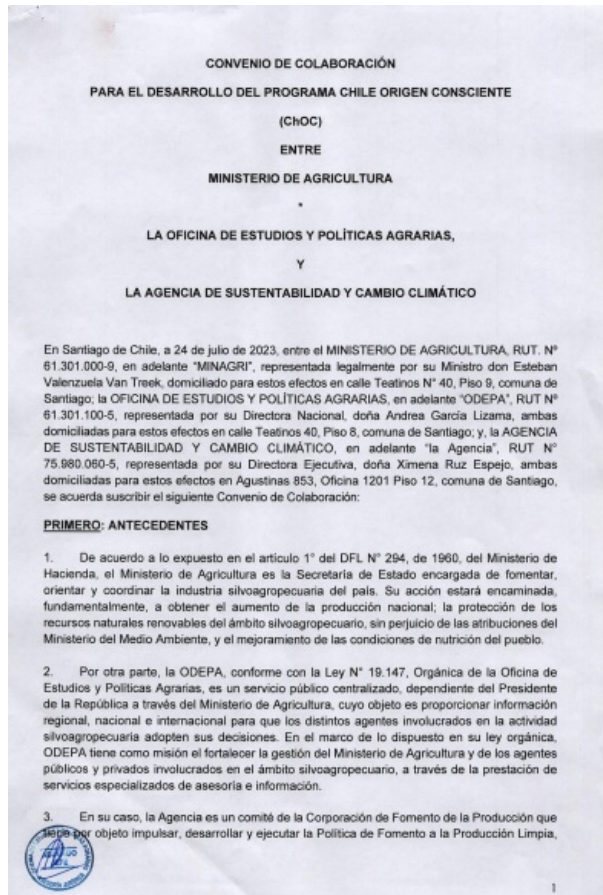 CONVENIO DE COLABORACIÓN
PARA EL DESARROLLO DEL PROGRAMA CHILE ORIGEN CONSCIENTE
(ChOC)
ENTRE
MINISTERIO DE AGRICULTURA
*
LA OFICINA DE ESTUDIOS Y POLÍTICAS AGRARIAS,
Y
LA AGENCIA DE SUSTENTABILIDAD Y CAMBIO CLIMÁTICO
En Santiago de Chile, a 24 de julio de 2023, entre el MINISTERIO DE AGRICULTURA, RUT. N°
61.301.000-9, en adelante "MINAGRI", representada legalmente por su Ministro don Esteban
Valenzuela Van Treek, domiciliado para estos efectos en calle Teatinos N° 40, Piso 9, comuna de
Santiago; la OFICINA DE ESTUDIOS Y POLÍTICAS AGRARIAS, en adelante "ODEPA", RUT N°
61.301.100-5, representada por su Directora Nacional, doña Andrea García Lizama, ambas
domiciliadas para estos efectos en calle Teatinos 40, Piso 8, comuna de Santiago; y, la AGENCIA
DE SUSTENTABILIDAD Y CAMBIO CLIMÁTICO, en adelante "la Agencia", RUT N°
75.980.060-5, representada por su Directora Ejecutiva, doña Ximena Ruz Espejo, ambas
domiciliadas para estos efectos en Agustinas 853, Oficina 1201 Piso 12, comuna de Santiago,
se acuerda suscribir el siguiente Convenio de Colaboración:
PRIMERO: ANTECEDENTES
1. De acuerdo a lo expuesto en el artículo 1° del DFL N° 294, de 1960, del Ministerio de
Hacienda, el Ministerio de Agricultura es la Secretaría de Estado encargada de fomentar,
orientar y coordinar la industria silvoagropecuaria del país. Su acción estará encaminada,
fundamentalmente, a obtener el aumento de la producción nacional; la protección de los
recursos naturales renovables del ámbito silvoagropecuario, sin perjuicio de las atribuciones del
Ministerio del Medio Ambiente, y el mejoramiento de las condiciones de nutrición del pueblo.
2. Por otra parte, la ODEPA, conforme con la Ley N° 19.147, Orgánica de la Oficina de
Estudios y Políticas Agrarias, es un servicio público centralizado, dependiente del Presidente
de la República a través del Ministerio de Agricultura, cuyo objeto es proporcionar información
regional, nacional e internacional para que los distintos agentes involucrados en la actividad
silvoagropecuaria adopten sus decisiones. En el marco de lo dispuesto en su ley orgánica,
ODEPA tiene como misión el fortalecer la gestión del Ministerio de Agricultura y de los agentes
públicos y privados involucrados en el ámbito silvoagropecuario, a través de la prestación de
servicios especializados de asesoría e información.
3. En su caso, la Agencia es un comité de la Corporación de Fomento de la Producción que
tiene por objeto impulsar, desarrollar y ejecutar la Política de Fomento a la Producción Limpia,
1